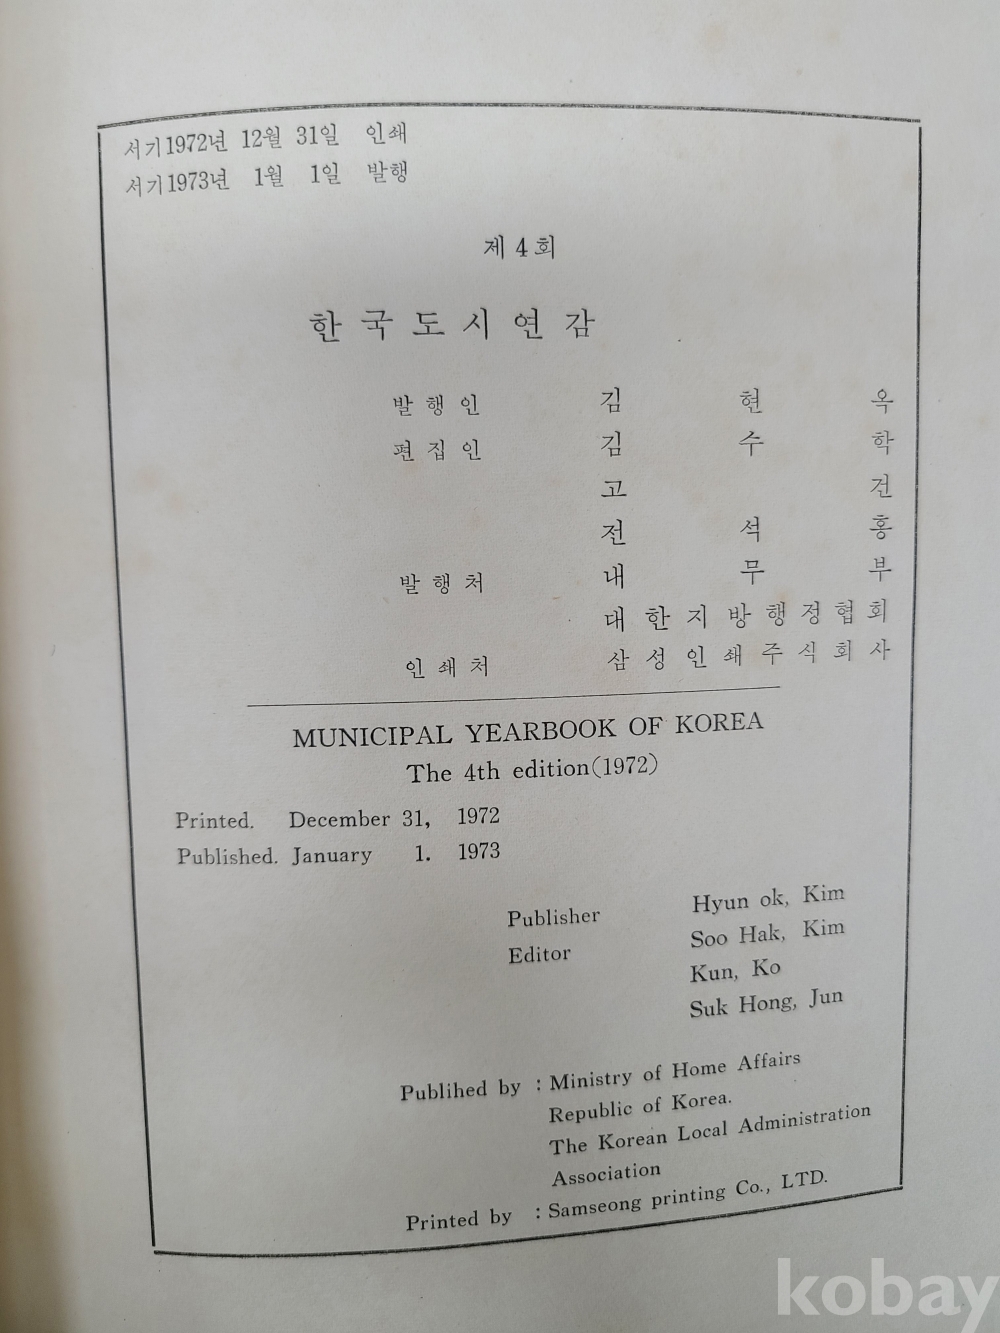 서기1972년 12월 31일 인쇄
서기1973년 1월 1일 발행
제4회
한국도시연감
발행인 김현옥
편집인 김수학
고건
전석홍
발행처 내무부
대한지방행정협회
인쇄처 삼성인쇄주식회사
MUNICIPAL YEARBOOK OF KOREA
The 4th edition(1972)
Printed. December 31, 1972
Published. January 1. 1973
Publisher Hyun ok, Kim
Editor Soo Hak, Kim
Kun, Ko
Suk Hong, Jun
Publihed by : Ministry of Home Affairs
Republic of Korea.
The Korean Local Administration
Association
Printed by : Samseong printing Co., LTD.
kobay